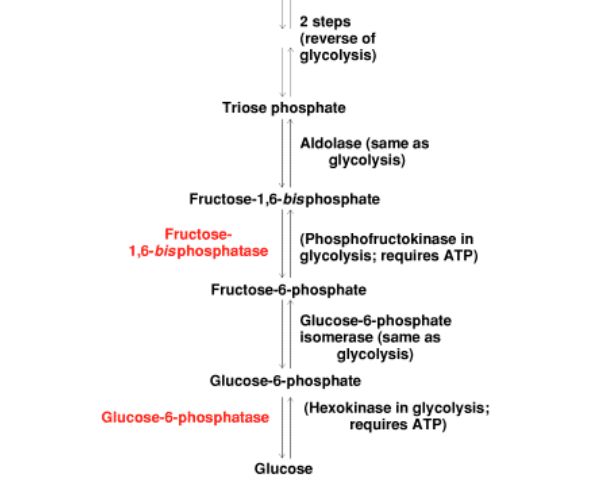 2 steps
(reverse of
glycolysis)
Triose phosphate
Aldolase (same as
glycolysis)
Fructose-1,6-bisphosphate
Fructose-
1,6-bisphosphatase
(Phosphofructokinase in
glycolysis; requires ATP)
Fructose-6-phosphate
Glucose-6-phosphate
isomerase (same as
glycolysis)
Glucose-6-phosphate
Glucose-6-phosphatase
(Hexokinase in glycolysis;
requires ATP)
Glucose